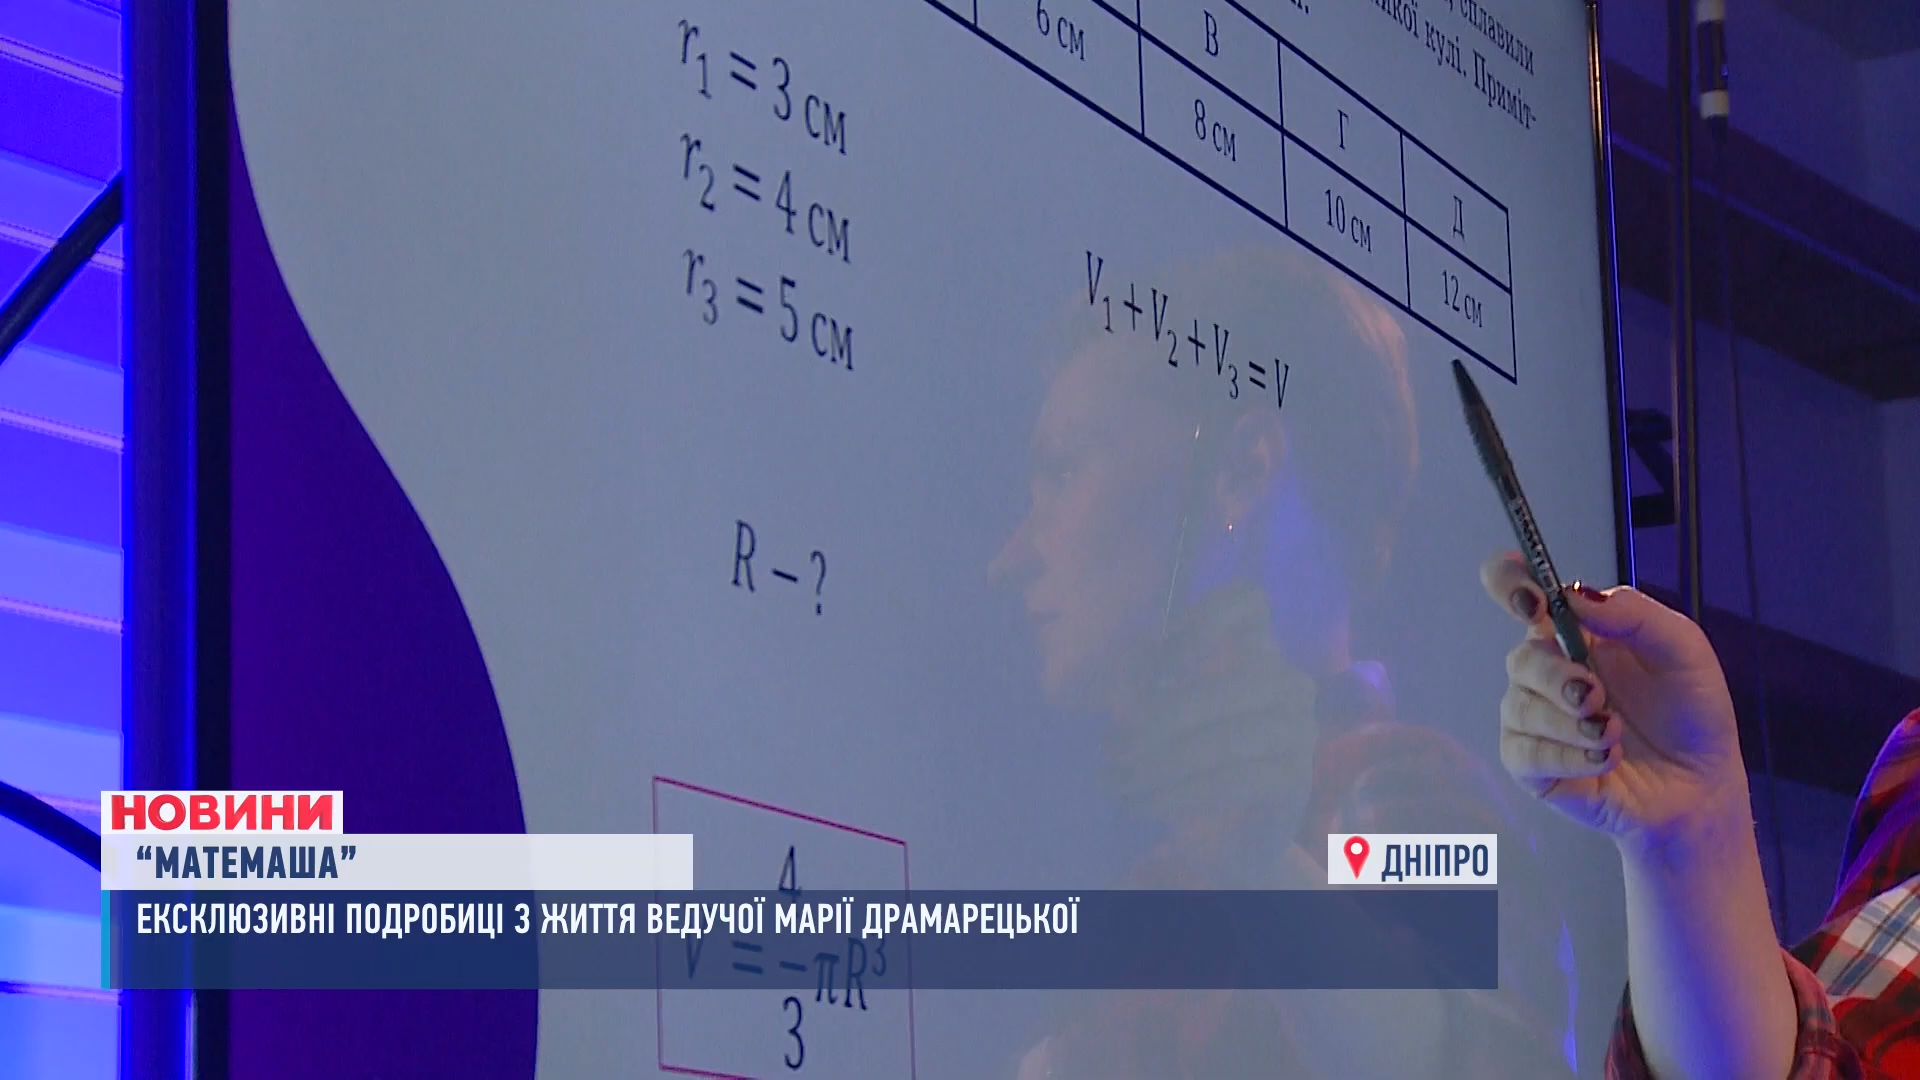 сплавили
кулі. Приміт-
В Г Д
6 см 8 см 10 см 12 см
r₁ = 3 см
r₂ = 4 см
r₃ = 5 см
V₁ + V₂ + V₃ = V
R – ?
V = 4/3 πR³
НОВИНИ
“МАТЕМАША”
ДНІПРО
ЕКСКЛЮЗИВНІ ПОДРОБИЦІ З ЖИТТЯ ВЕДУЧОЇ МАРІЇ ДРАМАРЕЦЬКОЇ